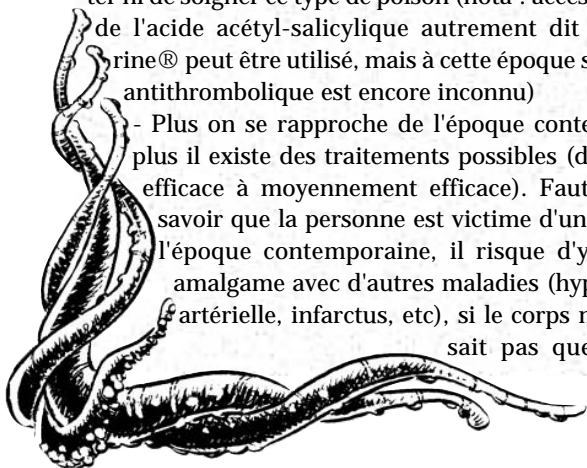 ter ni de soigner ce type de poison (nota : acces
de l'acide acétyl-salicylique autrement dit
rine® peut être utilisé, mais à cette époque s
antithrombolique est encore inconnu)
- Plus on se rapproche de l'époque conte
plus il existe des traitements possibles (d
efficace à moyennement efficace). Faut
savoir que la personne est victime d'un
l'époque contemporaine, il risque d'y
amalgame avec d'autres maladies (hyp
artérielle, infarctus, etc), si le corps n
sait pas que